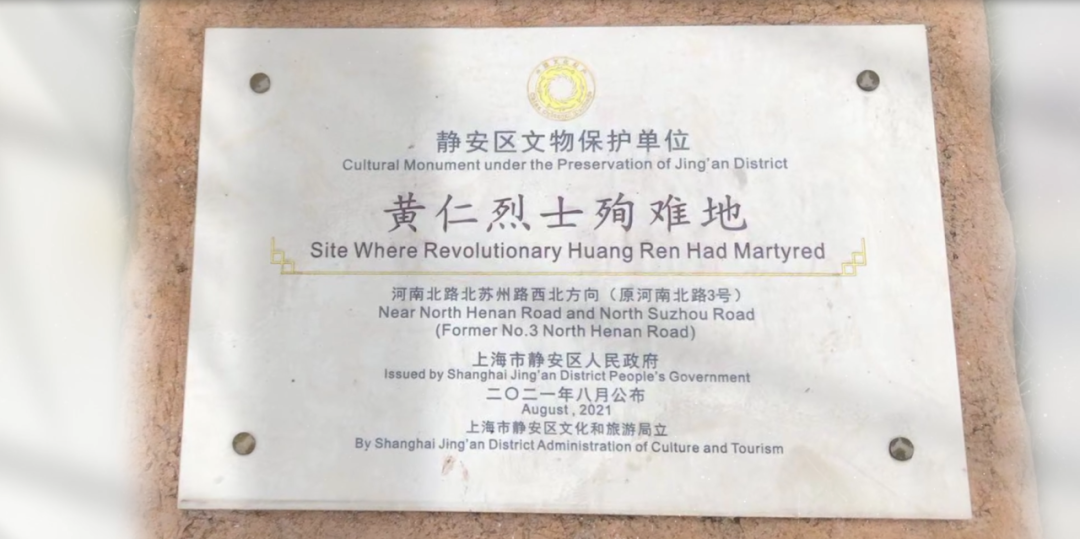 静安区文物保护单位
Cultural Monument under the Preservation of Jing'an District
黄仁烈士殉难地
Site Where Revolutionary Huang Ren Had Martyred
河南北路北苏州路西北方向（原河南北路3号）
Near North Henan Road and North Suzhou Road
(Former No.3 North Henan Road)
上海市静安区人民政府
Issued by Shanghai Jing'an District People's Government
二〇二一年八月公布
August , 2021
上海市静安区文化和旅游局立
By Shanghai Jing'an District Administration of Culture and Tourism